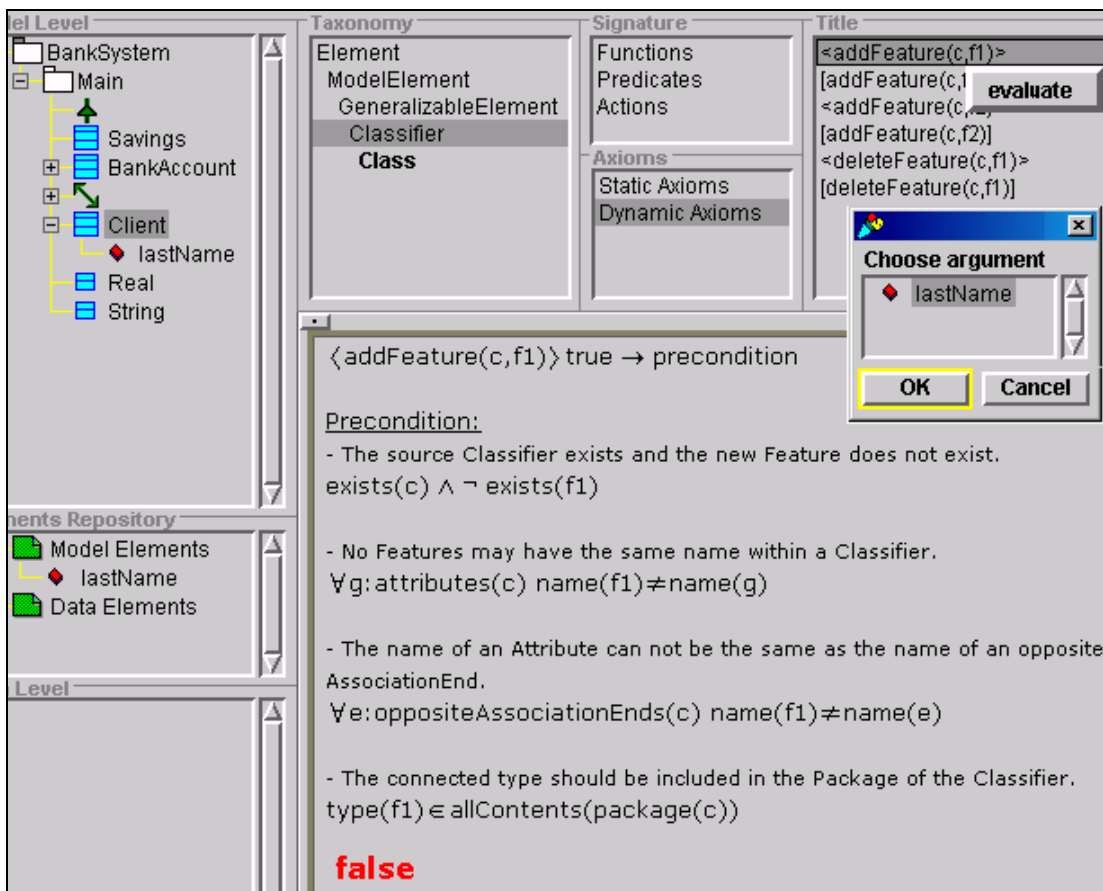 del Level
BankSystem
Main
Savings
BankAccount
Client
lastName
Real
String
Taxonomy
Element
ModelElement
GeneralizableElement
Classifier
Class
Signature
Functions
Predicates
Actions
Axioms
Static Axioms
Dynamic Axioms
Title
<addFeature(c,f1)>
[addFeature(c,f
<addFeature(c,f2)>
[addFeature(c,f2)]
<deleteFeature(c,f1)>
[deleteFeature(c,f1)]
evaluate
Choose argument
lastName
OK
Cancel
ments Repository
Model Elements
lastName
Data Elements
Level
⟨addFeature(c,f1)⟩true → precondition
Precondition:
- The source Classifier exists and the new Feature does not exist.
exists(c) ∧ ¬ exists(f1)
- No Features may have the same name within a Classifier.
∀g:attributes(c) name(f1)≠name(g)
- The name of an Attribute can not be the same as the name of an opposite
AssociationEnd.
∀e:oppositeAssociationEnds(c) name(f1)≠name(e)
- The connected type should be included in the Package of the Classifier.
type(f1)∈allContents(package(c))
false